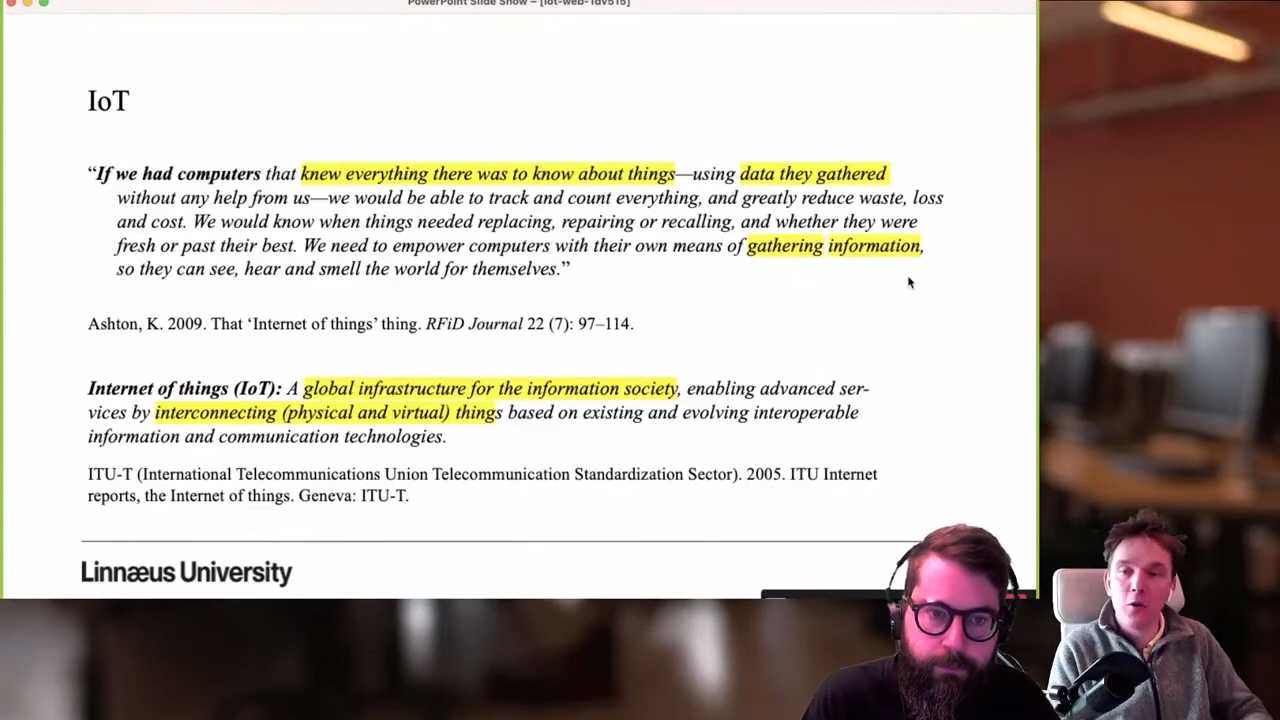 PowerPoint Slide Show – [iot-web-1dv515]
IoT
“If we had computers that knew everything there was to know about things—using data they gathered
without any help from us—we would be able to track and count everything, and greatly reduce waste, loss
and cost. We would know when things needed replacing, repairing or recalling, and whether they were
fresh or past their best. We need to empower computers with their own means of gathering information,
so they can see, hear and smell the world for themselves.”
Ashton, K. 2009. That ‘Internet of things’ thing. RFiD Journal 22 (7): 97–114.
Internet of things (IoT): A global infrastructure for the information society, enabling advanced ser-
vices by interconnecting (physical and virtual) things based on existing and evolving interoperable
information and communication technologies.
ITU-T (International Telecommunications Union Telecommunication Standardization Sector). 2005. ITU Internet
reports, the Internet of things. Geneva: ITU-T.
Linnæus University